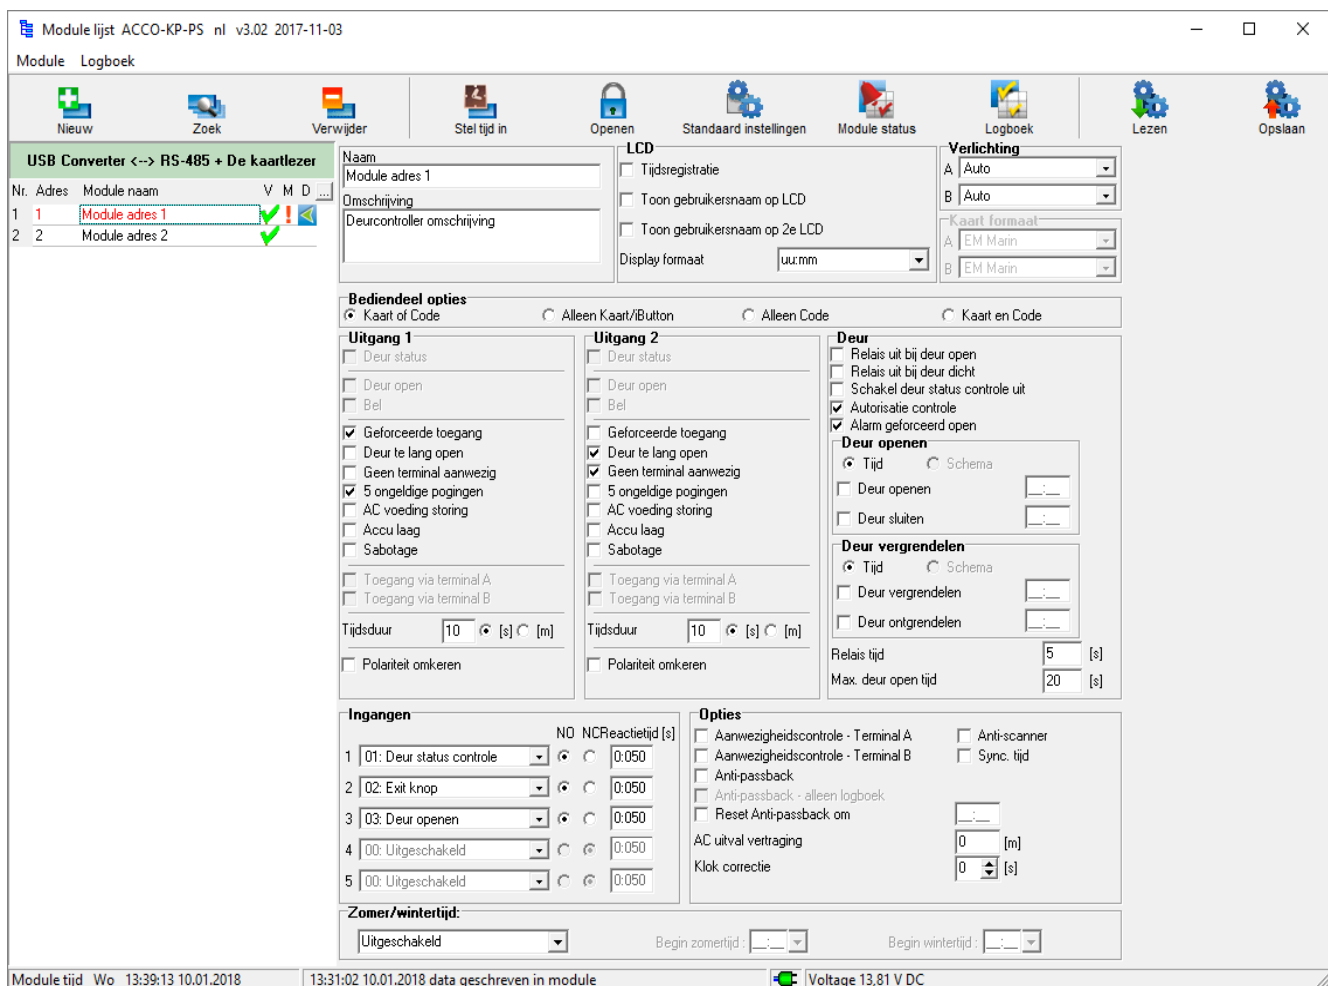 Module lijst ACCO-KP-PS nl v3.02 2017-11-03
Module Logboek
Nieuw Zoek Verwijder Stel tijd in Openen Standaard instellingen Module status Logboek Lezen Opslaan
USB Converter <--> RS-485 + De kaartlezer
Nr. Adres Module naam V M D ...
1 1 Module adres 1
2 2 Module adres 2
Naam
Module adres 1
Omschrijving
Deurcontroller omschrijving
LCD
Tijdsregistratie
Toon gebruikersnaam op LCD
Toon gebruikersnaam op 2e LCD
Display formaat uu:mm
Verlichting
A Auto
B Auto
Kaart formaat
A EM Marin
B EM Marin
Bediendeel opties
Kaart of Code Alleen Kaart/iButton Alleen Code Kaart en Code
Uitgang 1
Deur status
Deur open
Bel
Geforceerde toegang
Deur te lang open
Geen terminal aanwezig
5 ongeldige pogingen
AC voeding storing
Accu laag
Sabotage
Toegang via terminal A
Toegang via terminal B
Tijdsduur 10 [s] [m]
Polariteit omkeren
Uitgang 2
Deur status
Deur open
Bel
Geforceerde toegang
Deur te lang open
Geen terminal aanwezig
5 ongeldige pogingen
AC voeding storing
Accu laag
Sabotage
Toegang via terminal A
Toegang via terminal B
Tijdsduur 10 [s] [m]
Polariteit omkeren
Deur
Relais uit bij deur open
Relais uit bij deur dicht
Schakel deur status controle uit
Autorisatie controle
Alarm geforceerd open
Deur openen
Tijd Schema
Deur openen __:__
Deur sluiten __:__
Deur vergrendelen
Tijd Schema
Deur vergrendelen __:__
Deur ontgrendelen __:__
Relais tijd 5 [s]
Max. deur open tijd 20 [s]
Ingangen
NO NC Reactietijd [s]
1 01: Deur status controle 0:050
2 02: Exit knop 0:050
3 03: Deur openen 0:050
4 00: Uitgeschakeld 0:050
5 00: Uitgeschakeld 0:050
Opties
Aanwezigheidscontrole - Terminal A Anti-scanner
Aanwezigheidscontrole - Terminal B Sync. tijd
Anti-passback
Anti-passback - alleen logboek
Reset Anti-passback om __:__
AC uitval vertraging 0 [m]
Klok correctie 0 [s]
Zomer/wintertijd:
Uitgeschakeld Begin zomertijd : __:__ Begin wintertijd : __:__
Module tijd Wo 13:39:13 10.01.2018 13:31:02 10.01.2018 data geschreven in module Voltage 13,81 V DC